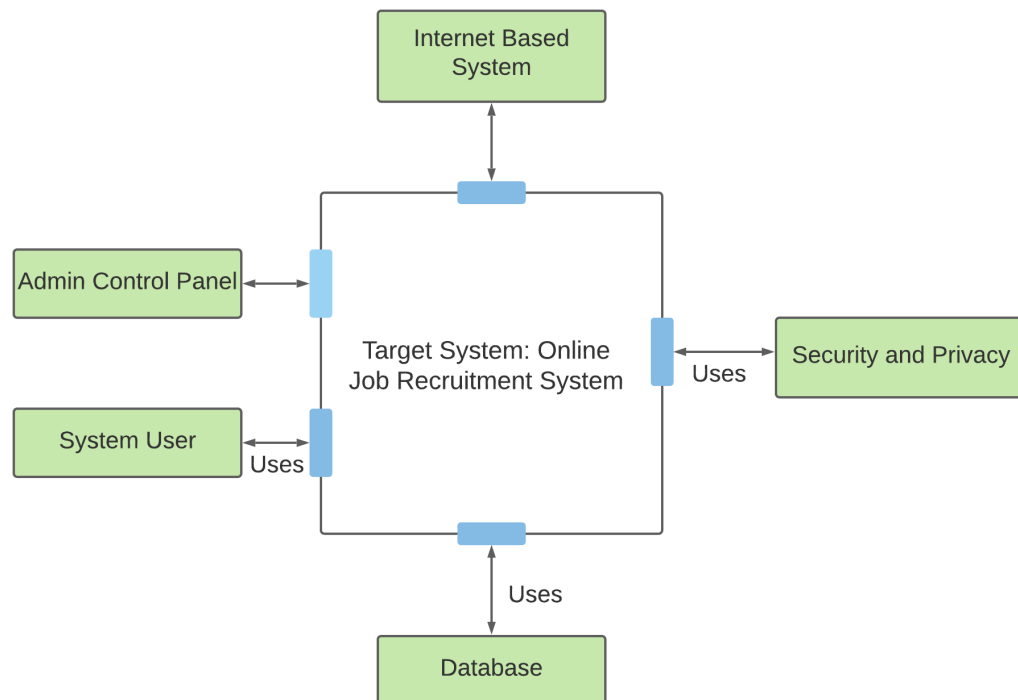 Internet Based
System
Admin Control Panel
Target System: Online
Job Recruitment System
Security and Privacy
Uses
System User
Uses
Uses
Database